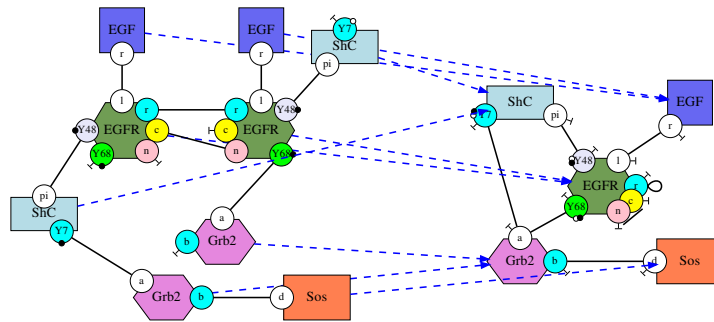 EGF
EGF
Y7
ShC
r
r
pi
l
l
Y48
r
r
Y48
EGFR
c
c
EGFR
Y68
n
n
Y68
pi
ShC
Y7
a
b
Grb2
a
Grb2
b
d
Sos
ShC
Y7
pi
EGF
r
Y48
l
EGFR
r
c
Y68
n
a
Grb2
b
d
Sos